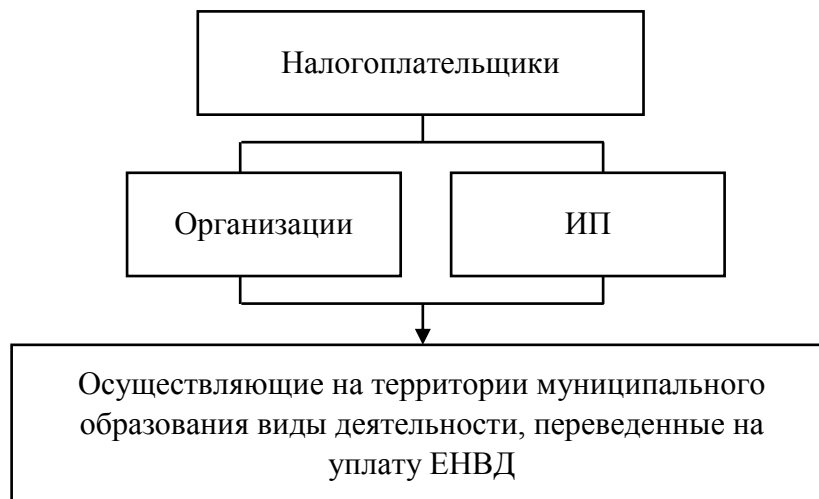 Налогоплательщики
Организации
ИП
Осуществляющие на территории муниципального
образования виды деятельности, переведенные на
уплату ЕНВД